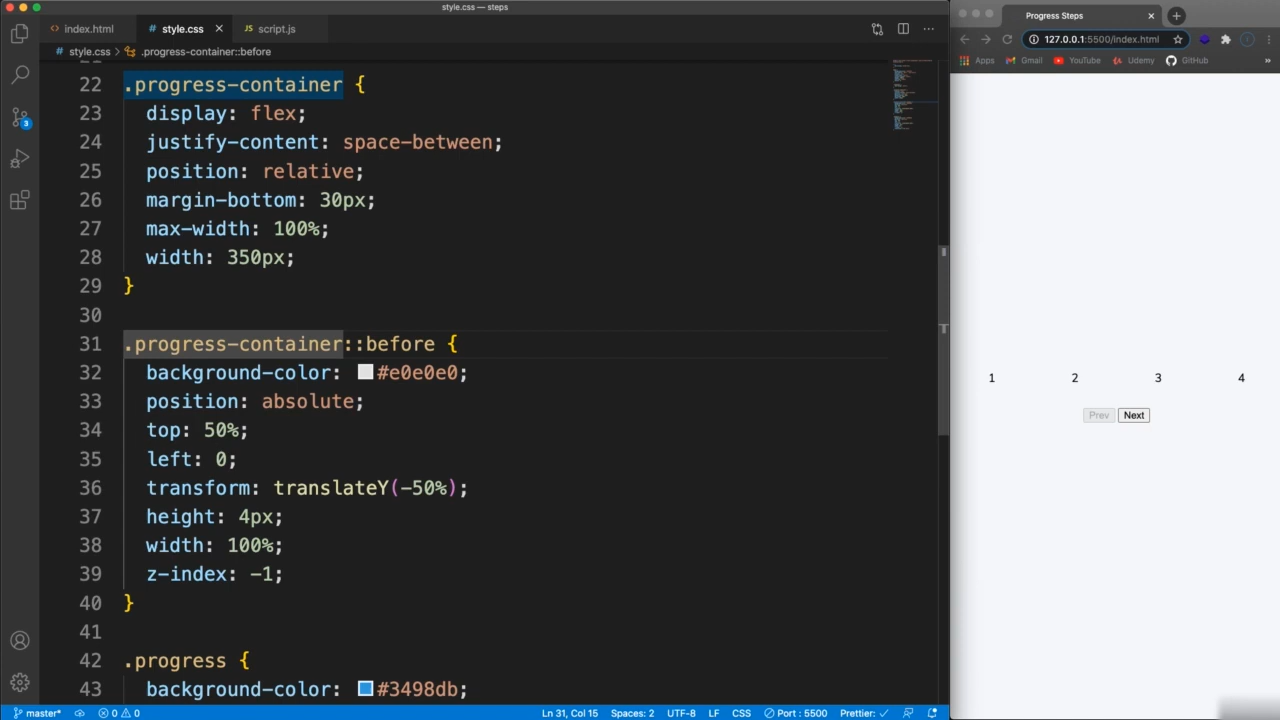 style.css — steps
index.html
style.css
JS script.js
style.css > .progress-container::before
21
22 .progress-container {
23 display: flex;
24 justify-content: space-between;
25 position: relative;
26 margin-bottom: 30px;
27 max-width: 100%;
28 width: 350px;
29 }
30
31 .progress-container::before {
32 background-color: #e0e0e0;
33 position: absolute;
34 top: 50%;
35 left: 0;
36 transform: translateY(-50%);
37 height: 4px;
38 width: 100%;
39 z-index: -1;
40 }
41
42 .progress {
43 background-color: #3498db;
3
master* 0 0 Ln 31, Col 15 Spaces: 2 UTF-8 LF CSS Port : 5500 Prettier: ✓
Progress Steps
127.0.0.1:5500/index.html
Apps Gmail YouTube Udemy GitHub »
1 2 3 4
Prev Next